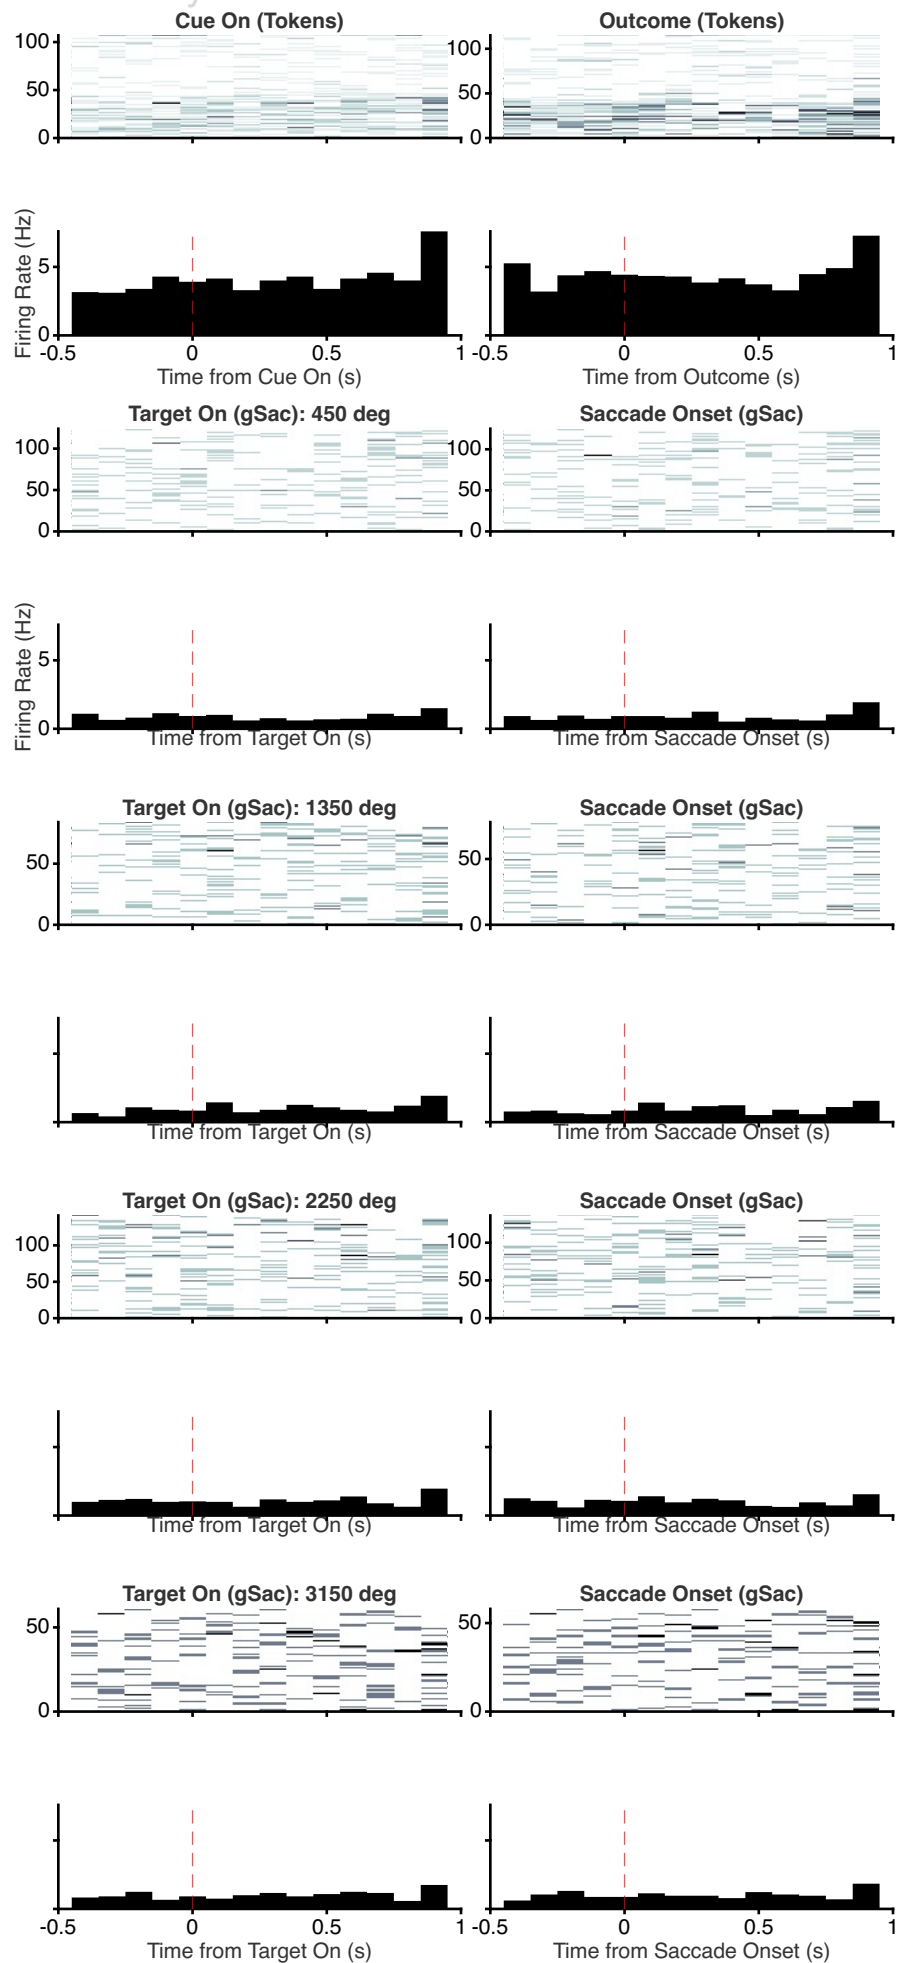 Cue On (Tokens) Outcome (Tokens)
100 100
50 50
0 0
Firing Rate (Hz)
5
0
-0.5 0 0.5 1 -0.5 0 0.5 1
Time from Cue On (s) Time from Outcome (s)
Target On (gSac): 450 deg Saccade Onset (gSac)
100 100
50 50
0 0
Firing Rate (Hz)
5
0
Time from Target On (s) Time from Saccade Onset (s)
Target On (gSac): 1350 deg Saccade Onset (gSac)
50 50
0 0
Time from Target On (s) Time from Saccade Onset (s)
Target On (gSac): 2250 deg Saccade Onset (gSac)
100 100
50 50
0 0
Time from Target On (s) Time from Saccade Onset (s)
Target On (gSac): 3150 deg Saccade Onset (gSac)
50 50
0 0
-0.5 0 0.5 1 -0.5 0 0.5 1
Time from Target On (s) Time from Saccade Onset (s)